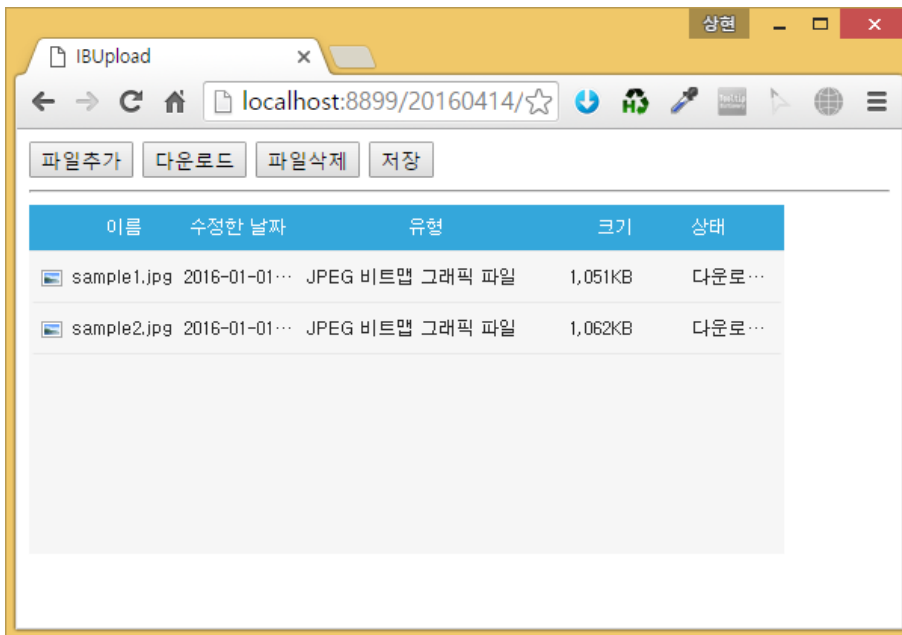 상현
IBUpload
localhost:8899/20160414/
파일추가 다운로드 파일삭제 저장
이름 수정한 날짜 유형 크기 상태
sample1.jpg 2016-01-01… JPEG 비트맵 그래픽 파일 1,051KB 다운로…
sample2.jpg 2016-01-01… JPEG 비트맵 그래픽 파일 1,062KB 다운로…